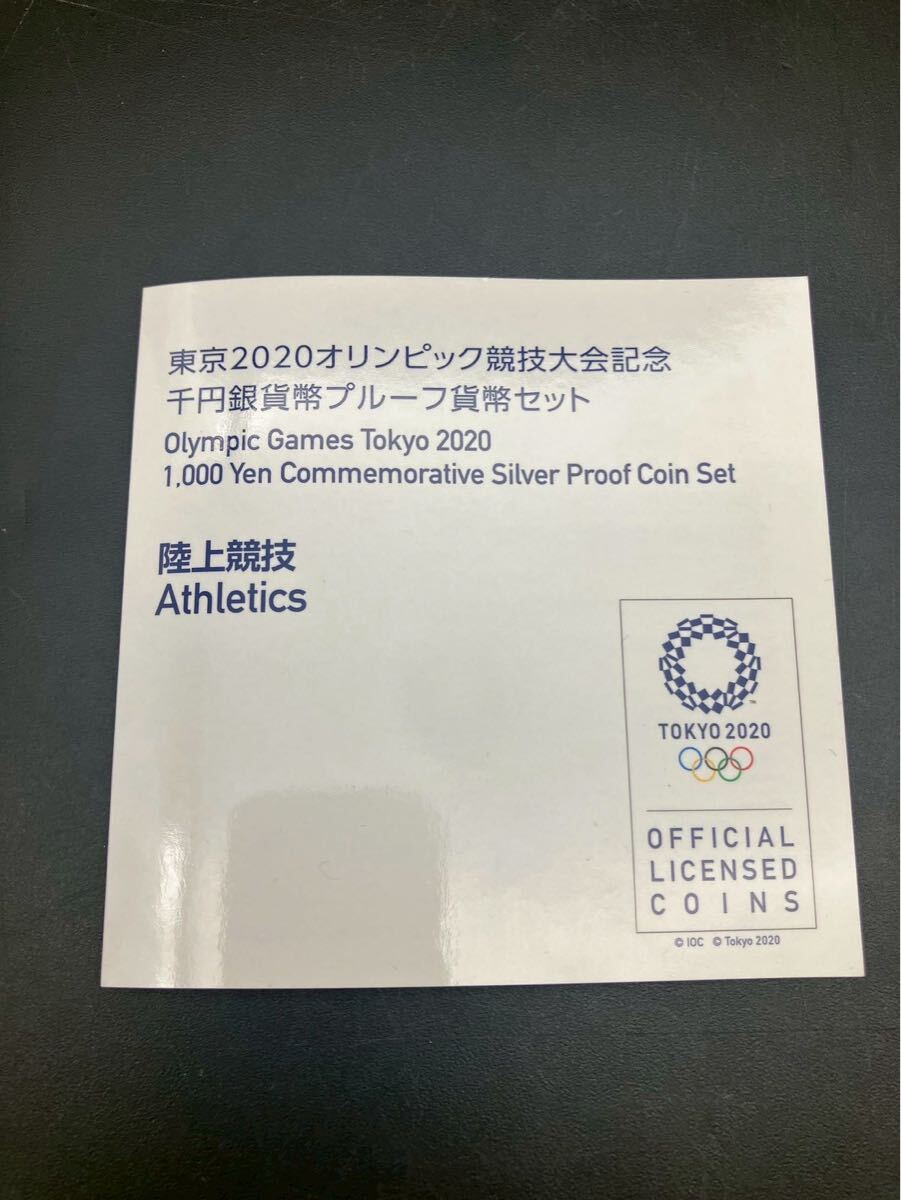 東京2020オリンピック競技大会記念
千円銀貨幣プルーフ貨幣セット
Olympic Games Tokyo 2020
1,000 Yen Commemorative Silver Proof Coin Set
陸上競技
Athletics
TM
TOKYO 2020
OFFICIAL
LICENSED
COINS
© IOC © Tokyo 2020